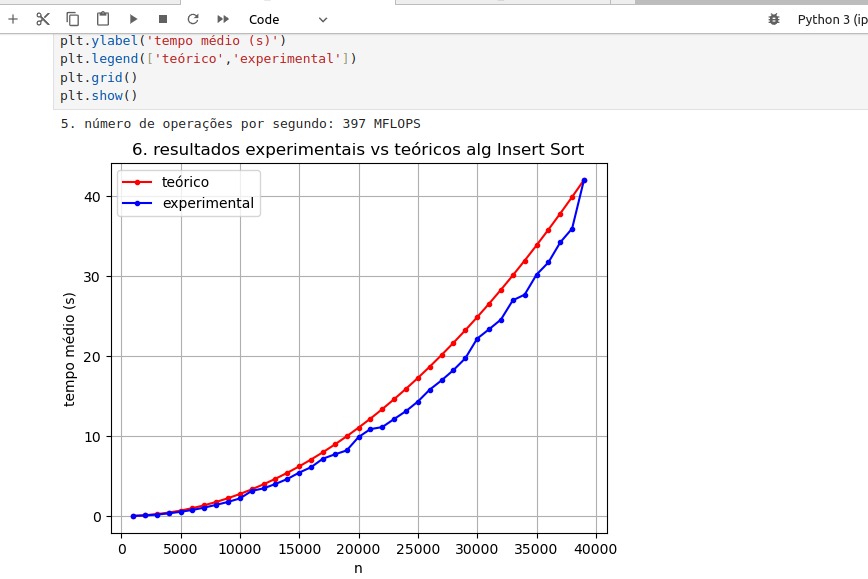 Code
Python 3 (ip
plt.ylabel('tempo médio (s)')
plt.legend(['teórico','experimental'])
plt.grid()
plt.show()
5. número de operações por segundo: 397 MFLOPS
6. resultados experimentais vs teóricos alg Insert Sort
teórico
experimental
40
30
20
10
0
tempo médio (s)
0 5000 10000 15000 20000 25000 30000 35000 40000
n